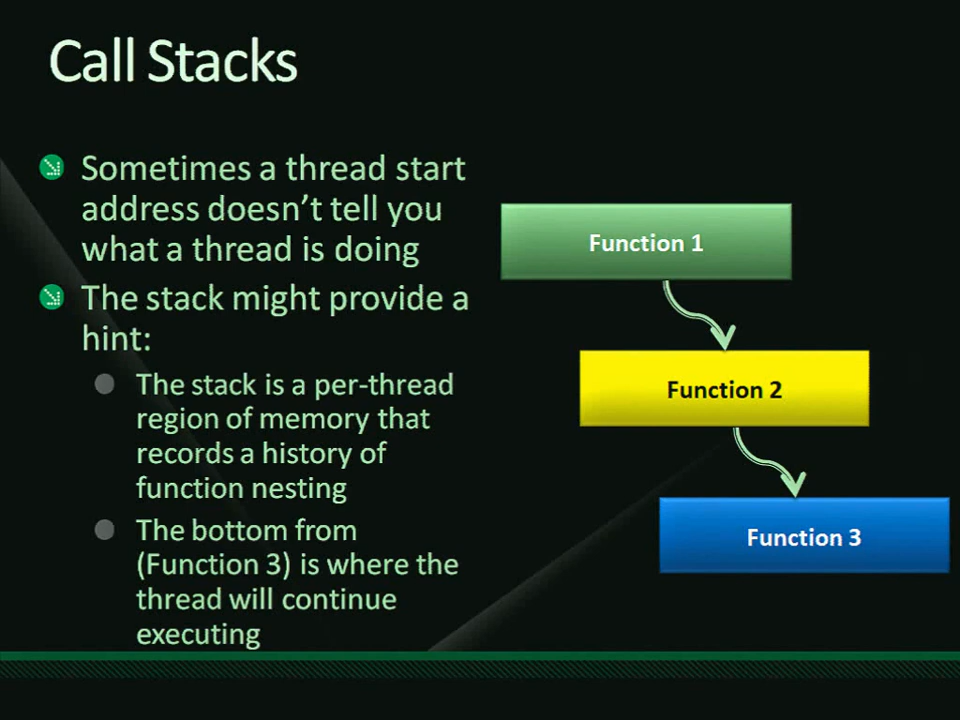 Call Stacks
Sometimes a thread start
address doesn't tell you
what a thread is doing
The stack might provide a
hint:
The stack is a per-thread
region of memory that
records a history of
function nesting
The bottom from
(Function 3) is where the
thread will continue
executing
Function 1
Function 2
Function 3